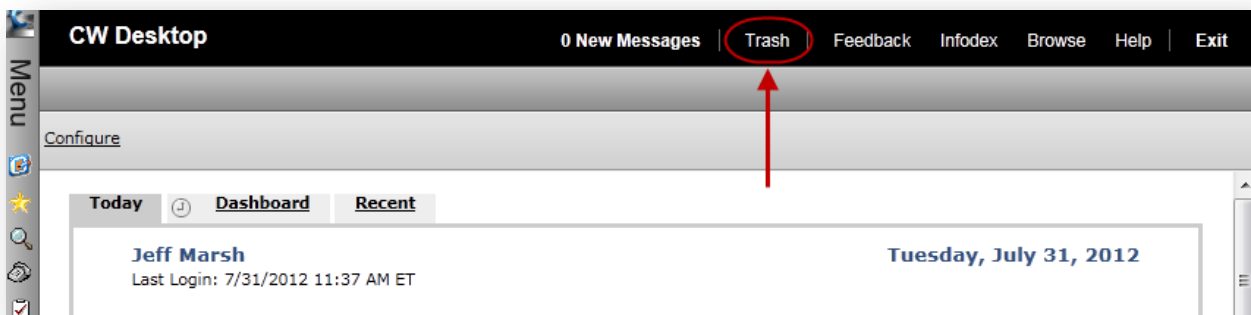 CW Desktop
0 New Messages | Trash | Feedback Infodex Browse Help | Exit
Menu
Configure
Today Dashboard Recent
Jeff Marsh Tuesday, July 31, 2012
Last Login: 7/31/2012 11:37 AM ET